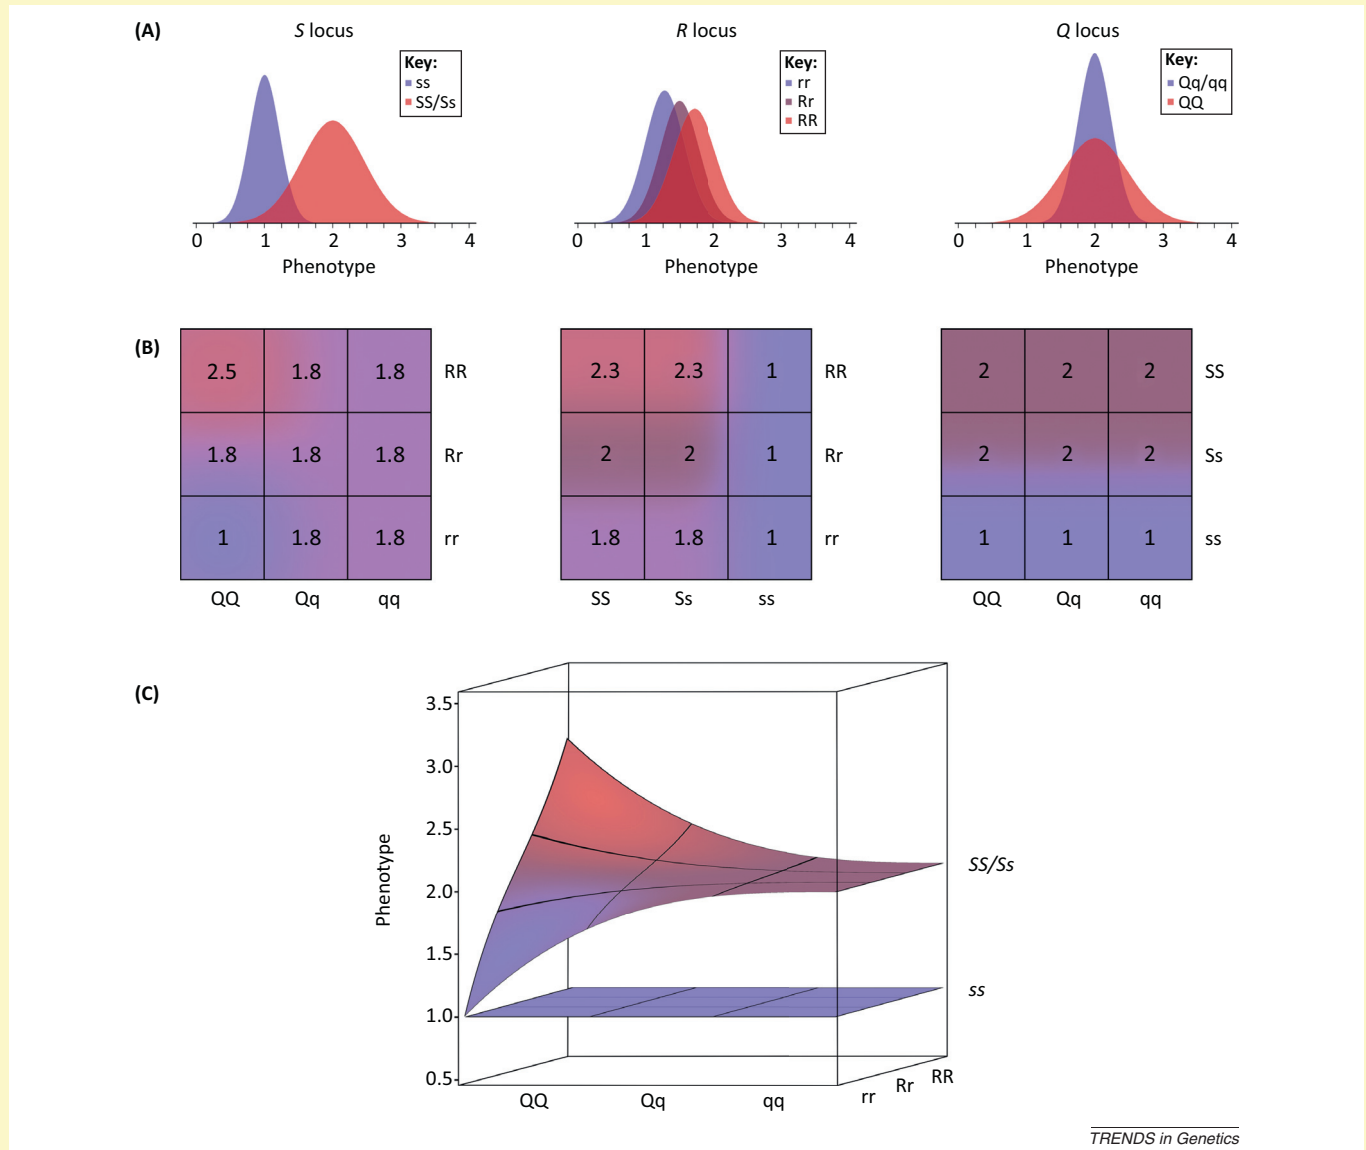 (A)
S locus
R locus
Q locus
Key:
ss
SS/Ss
Key:
rr
Rr
RR
Key:
Qq/qq
QQ
0 1 2 3 4
0 1 2 3 4
0 1 2 3 4
Phenotype
Phenotype
Phenotype
(B)
2.5 1.8 1.8 RR
1.8 1.8 1.8 Rr
1 1.8 1.8 rr
QQ Qq qq
2.3 2.3 1 RR
2 2 1 Rr
1.8 1.8 1 rr
SS Ss ss
2 2 2 SS
2 2 2 Ss
1 1 1 ss
QQ Qq qq
(C)
Phenotype
3.5
3.0
2.5
2.0
1.5
1.0
0.5
SS/Ss
ss
QQ Qq qq
rr Rr RR
TRENDS in Genetics